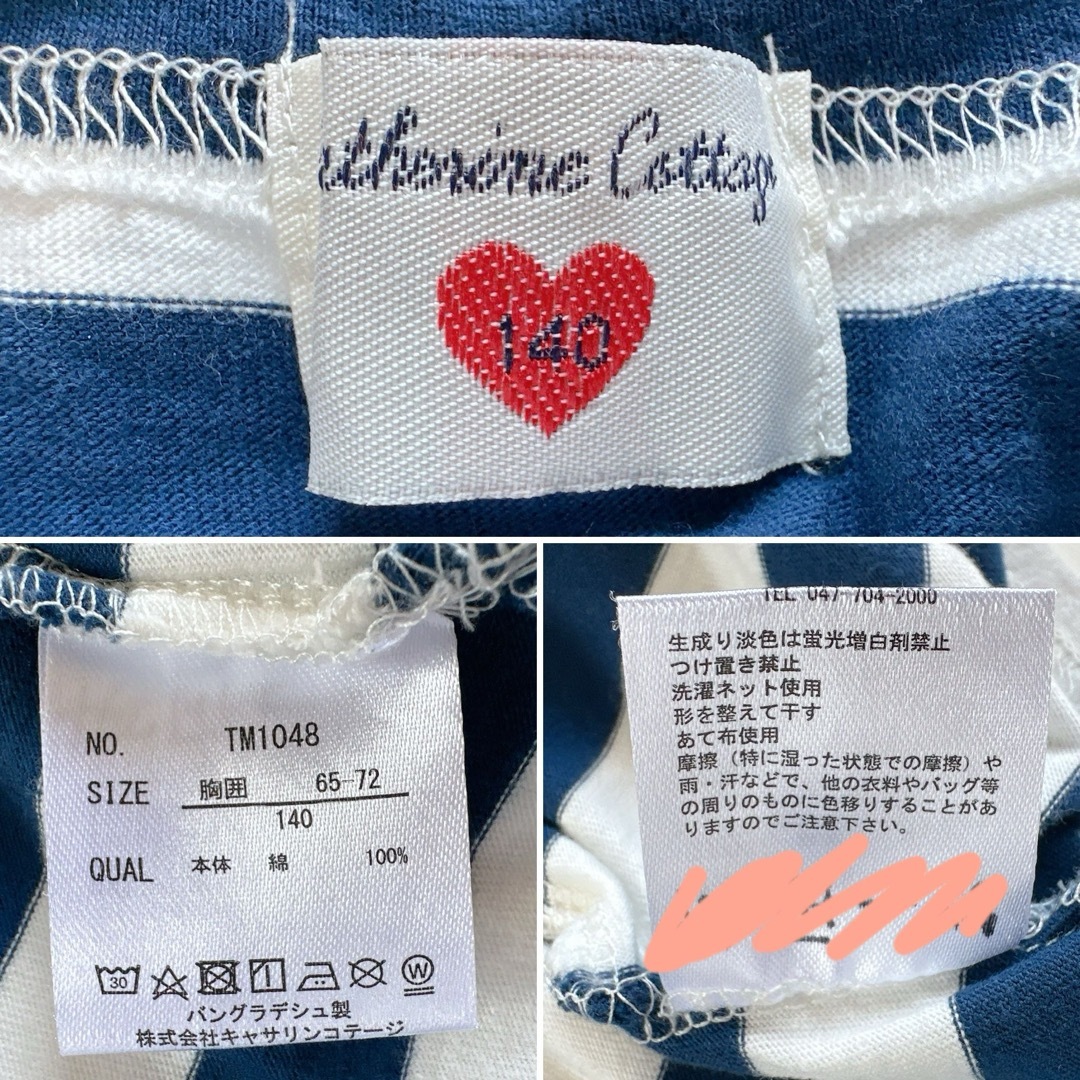 atherine Cottag
140
NO. TM1048
SIZE 胸囲 65-72
140
QUAL 本体 綿 100%
30
W
バングラデシュ製
株式会社キャサリンコテージ
TEL 047-704-2000
生成り淡色は蛍光増白剤禁止
つけ置き禁止
洗濯ネット使用
形を整えて干す
あて布使用
摩擦（特に湿った状態での摩擦）や
雨・汗などで、他の衣料やバッグ等
の周りのものに色移りすることがあ
りますのでご注意下さい。